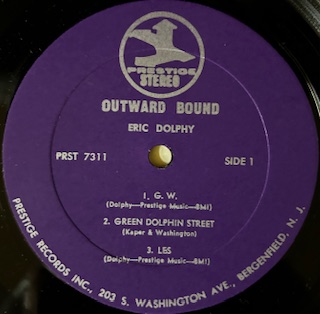 PRESTIGE
STEREO
OUTWARD BOUND
ERIC DOLPHY
PRST 7311
SIDE 1
1. G. W.
(Dolphy—Prestige Music—BMI)
2. GREEN DOLPHIN STREET
(Kaper & Washington)
3. LES
(Dolphy—Prestige Music—BMI)
PRESTIGE RECORDS INC., 203 S. WASHINGTON AVE., BERGENFIELD, N. J.